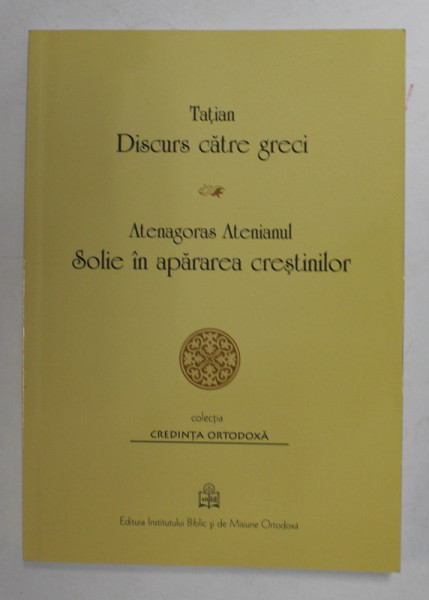 Tațian
Discurs către greci
Atenagoras Atenianul
Solie în apărarea creștinilor
colecția
CREDINȚA ORTODOXĂ
Editura Institutului Biblic și de Misiune Ortodoxă